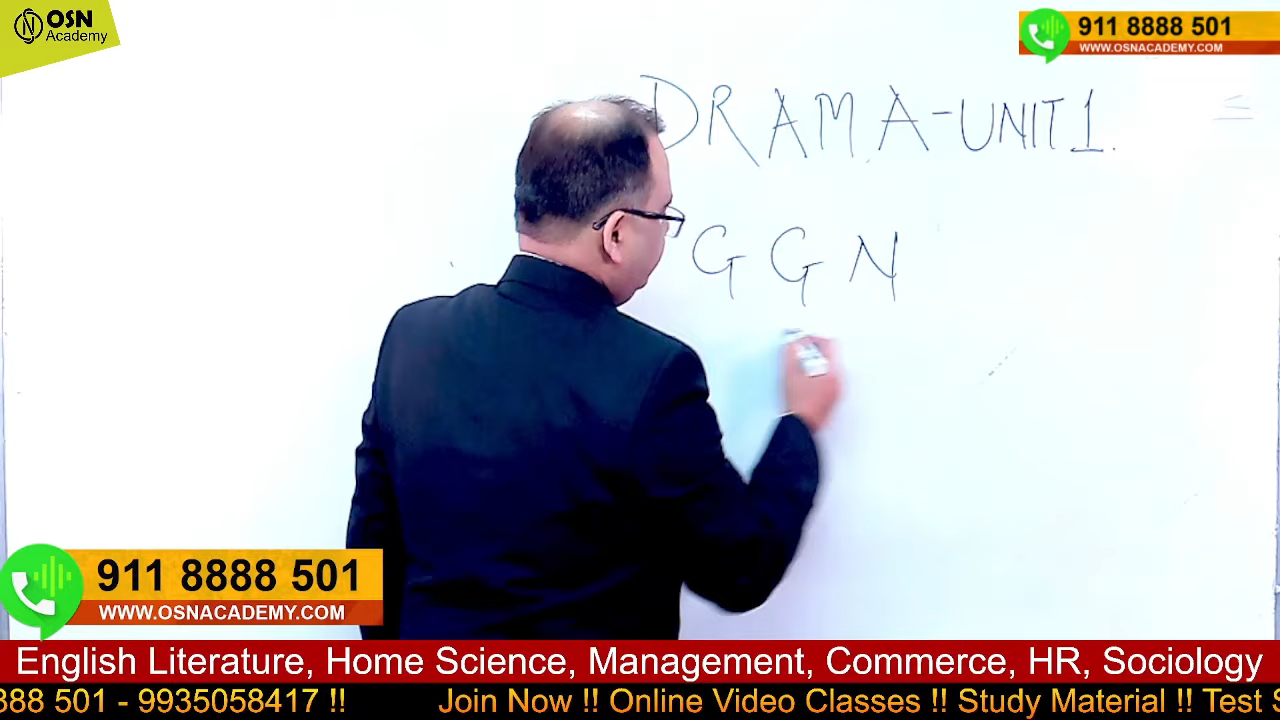 OSN
Academy
911 8888 501
WWW.OSNACADEMY.COM
DRAMA-UNIT 1.
G G N
911 8888 501
WWW.OSNACADEMY.COM
English Literature, Home Science, Management, Commerce, HR, Sociology
888 501 - 9935058417 !! Join Now !! Online Video Classes !! Study Material !! Test S